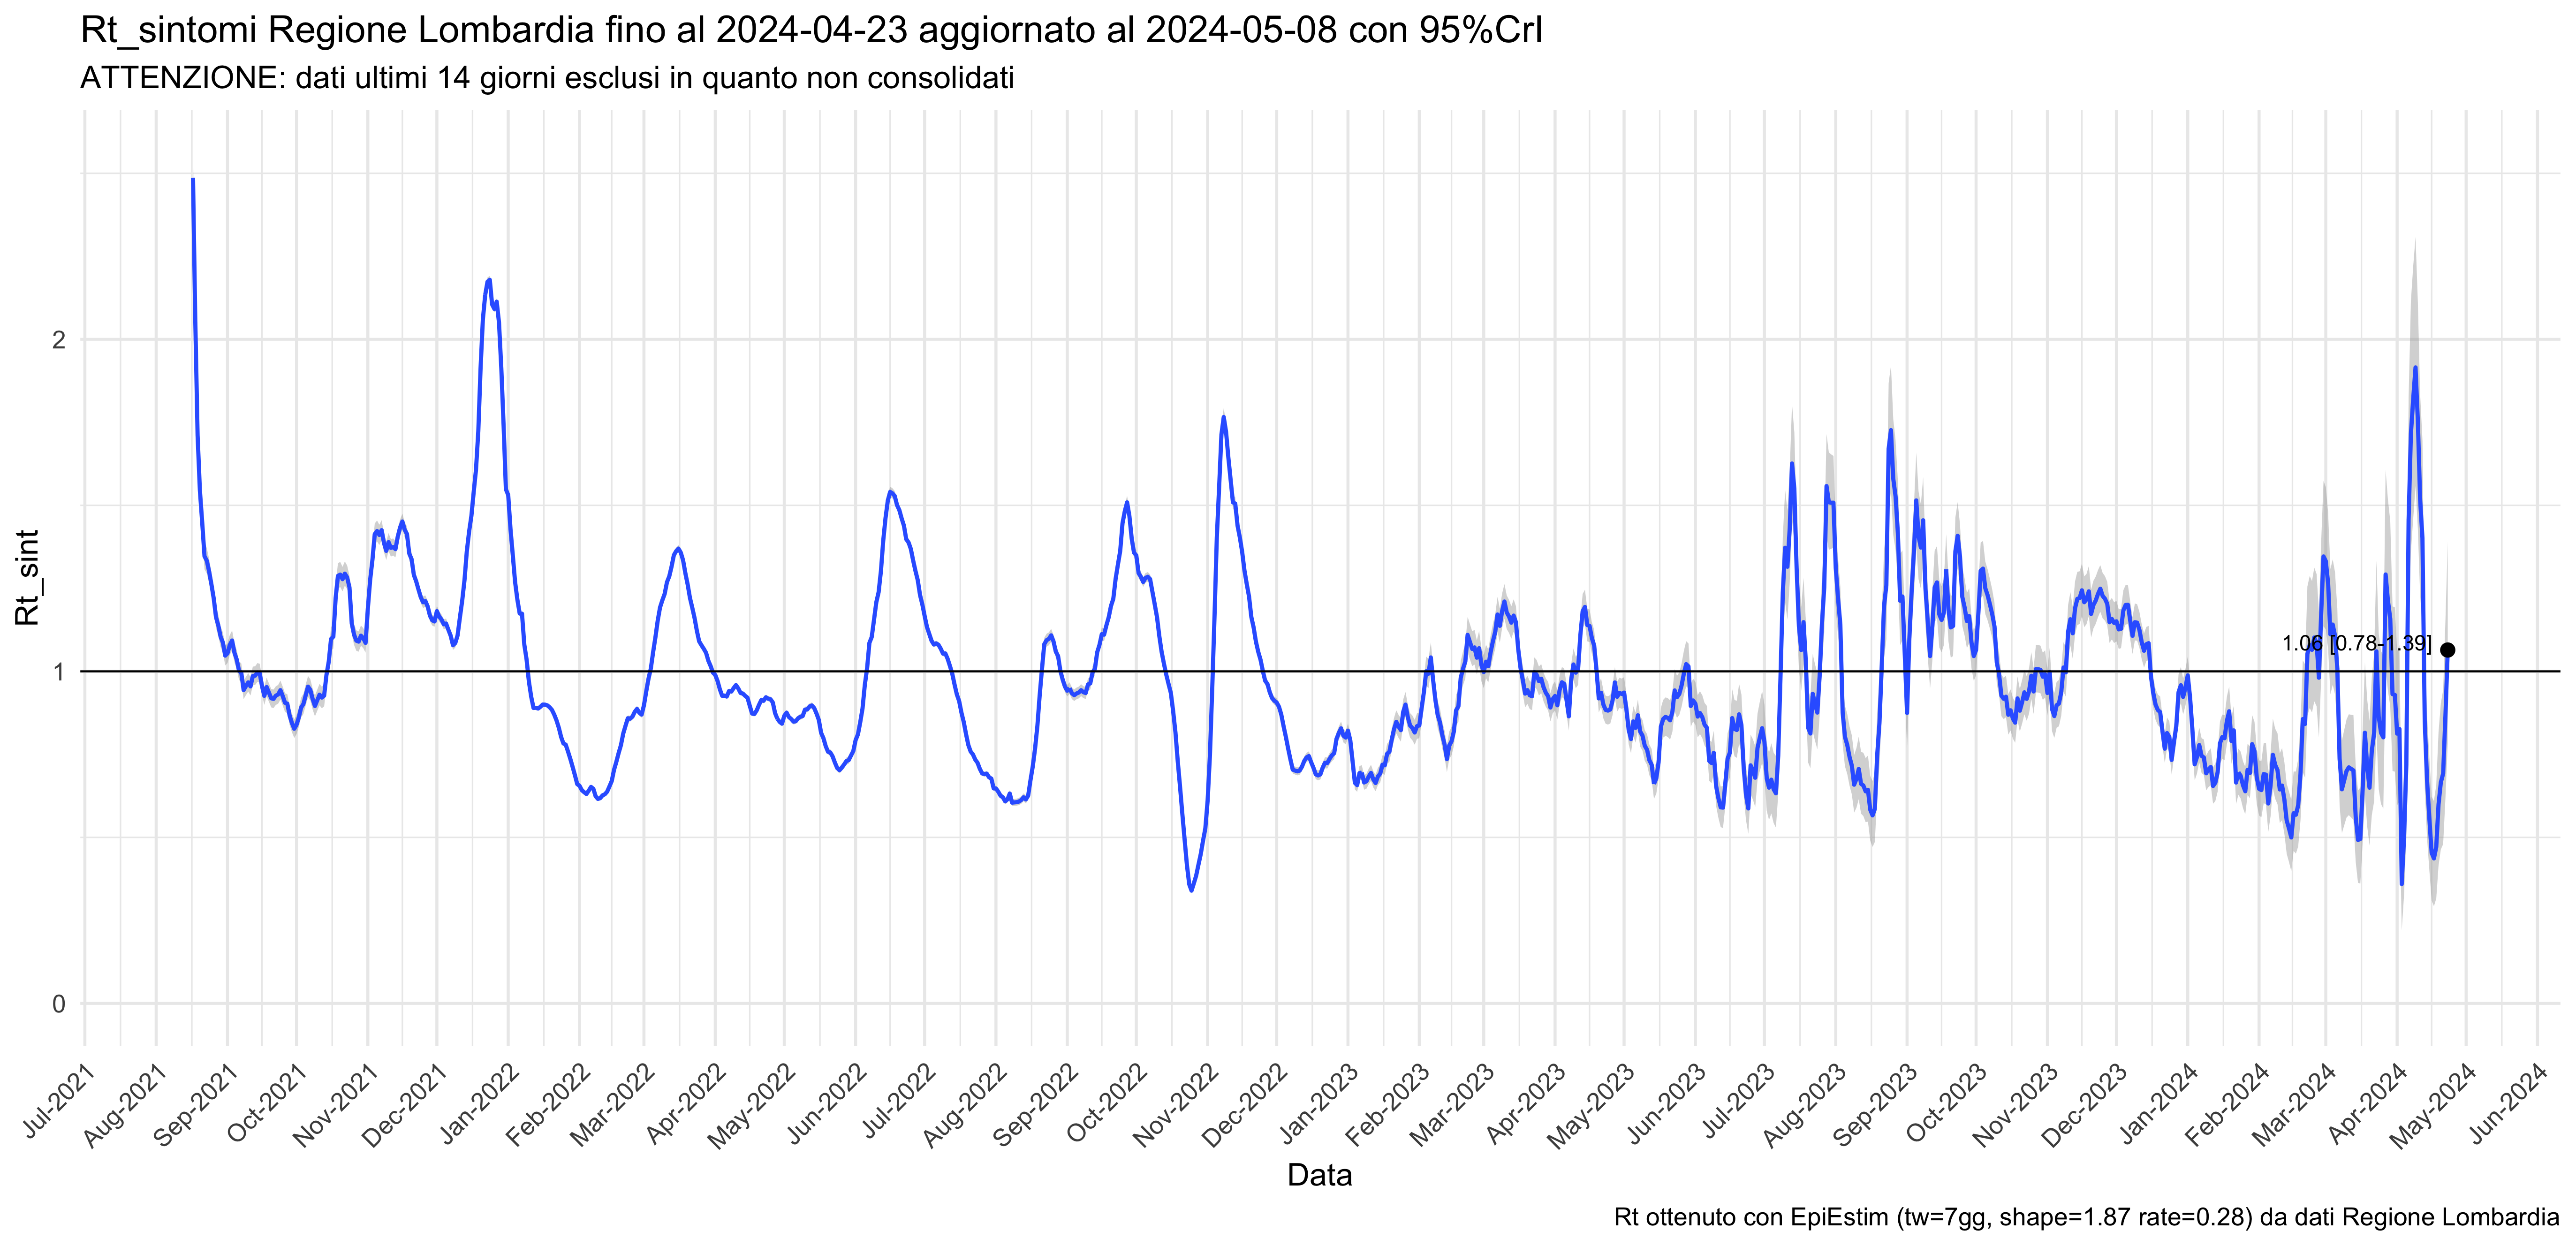 Rt_sintomi Regione Lombardia fino al 2024-04-23 aggiornato al 2024-05-08 con 95%CrI
ATTENZIONE: dati ultimi 14 giorni esclusi in quanto non consolidati
Rt_sint
2
1
0
1.06 [0.78-1.39]
Jul-2021
Aug-2021
Sep-2021
Oct-2021
Nov-2021
Dec-2021
Jan-2022
Feb-2022
Mar-2022
Apr-2022
May-2022
Jun-2022
Jul-2022
Aug-2022
Sep-2022
Oct-2022
Nov-2022
Dec-2022
Jan-2023
Feb-2023
Mar-2023
Apr-2023
May-2023
Jun-2023
Jul-2023
Aug-2023
Sep-2023
Oct-2023
Nov-2023
Dec-2023
Jan-2024
Feb-2024
Mar-2024
Apr-2024
May-2024
Jun-2024
Data
Rt ottenuto con EpiEstim (tw=7gg, shape=1.87 rate=0.28) da dati Regione Lombardia